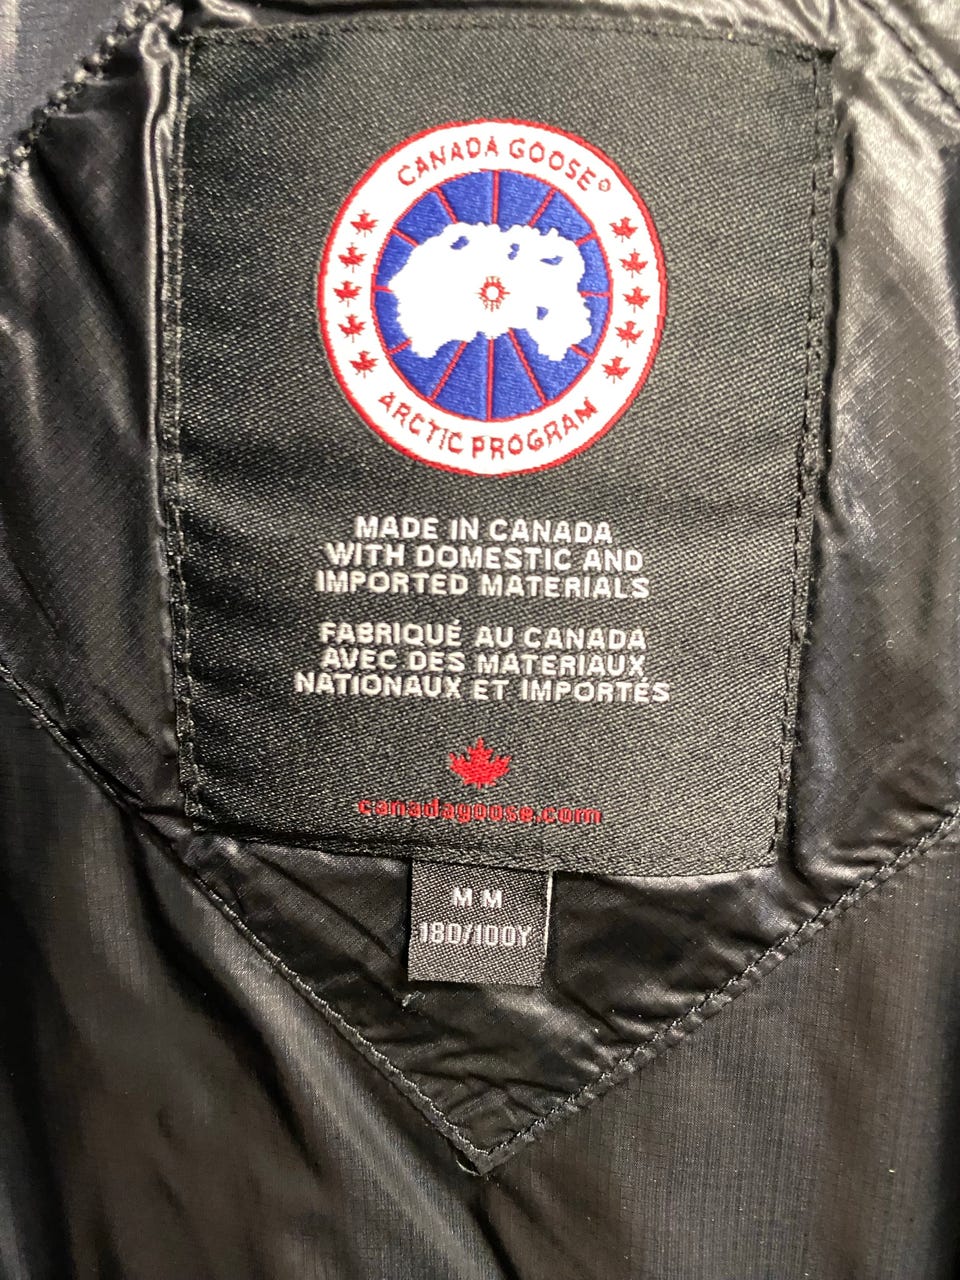 CANADA GOOSE®
ARCTIC PROGRAM
MADE IN CANADA
WITH DOMESTIC AND
IMPORTED MATERIALS
FABRIQUÉ AU CANADA
AVEC DES MATERIAUX
NATIONAUX ET IMPORTÉS
canadagoose.com
M M
180/100Y